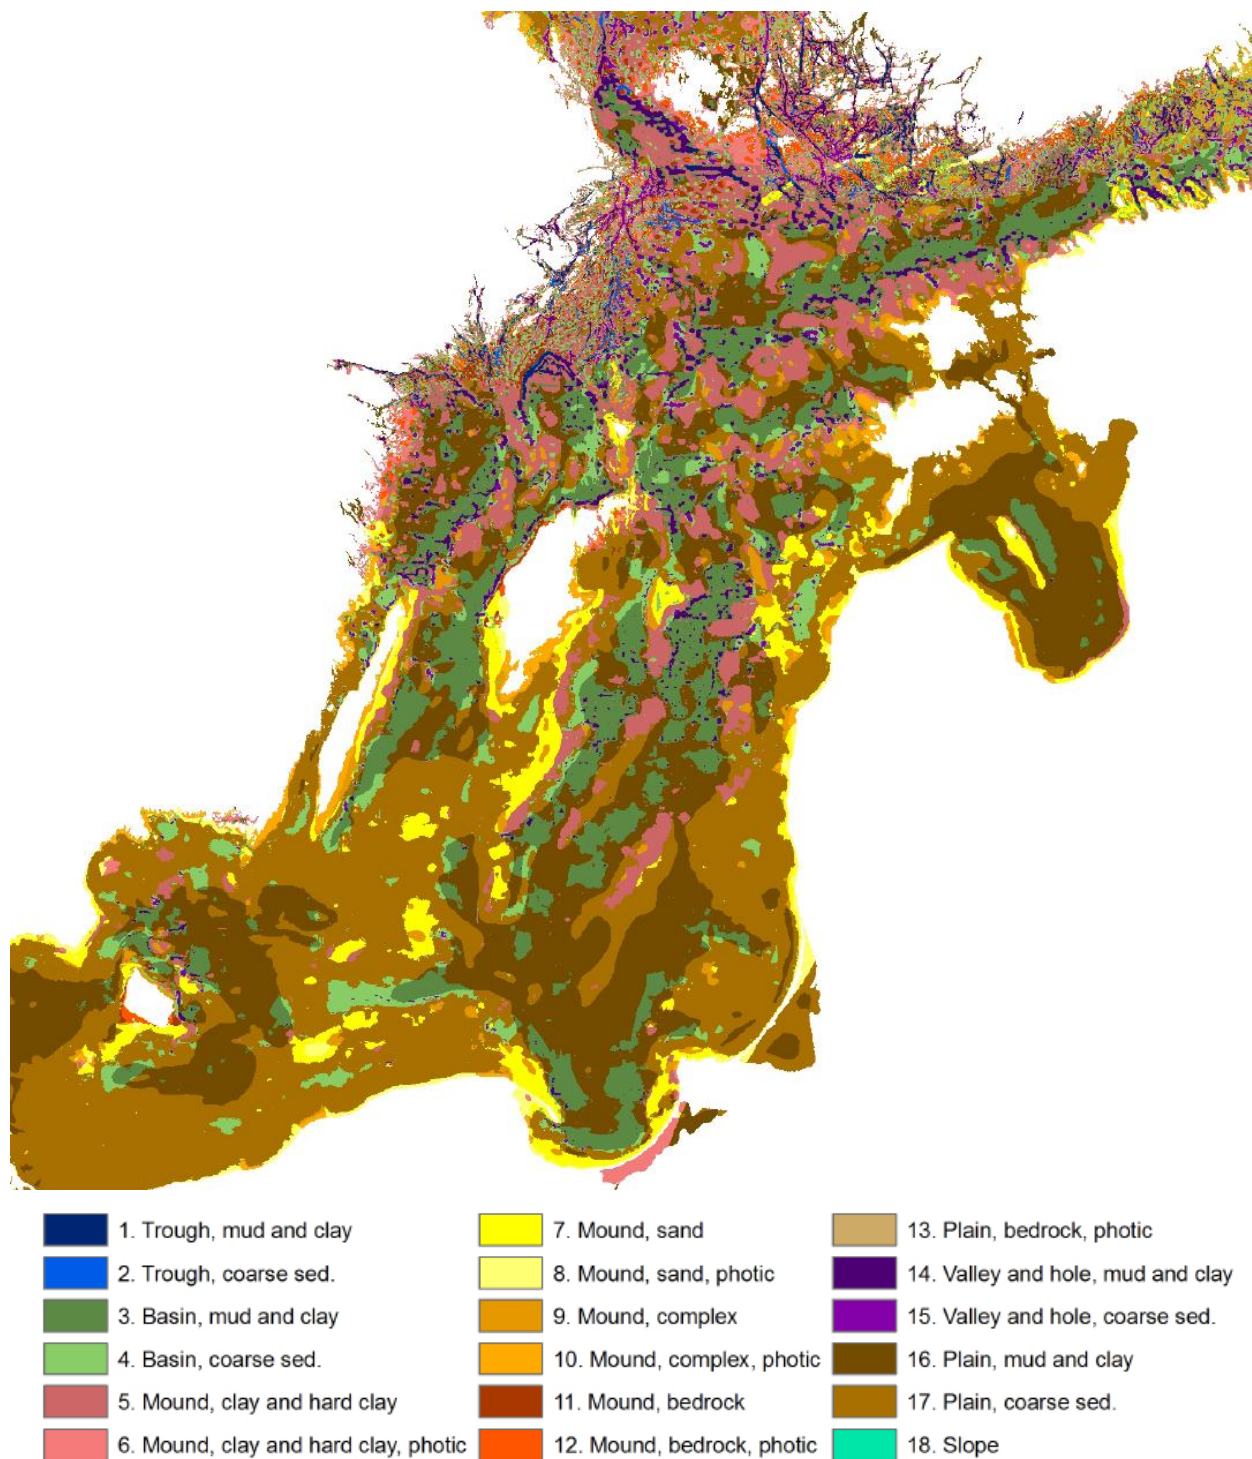 1. Trough, mud and clay
2. Trough, coarse sed.
3. Basin, mud and clay
4. Basin, coarse sed.
5. Mound, clay and hard clay
6. Mound, clay and hard clay, photic
7. Mound, sand
8. Mound, sand, photic
9. Mound, complex
10. Mound, complex, photic
11. Mound, bedrock
12. Mound, bedrock, photic
13. Plain, bedrock, photic
14. Valley and hole, mud and clay
15. Valley and hole, coarse sed.
16. Plain, mud and clay
17. Plain, coarse sed.
18. Slope